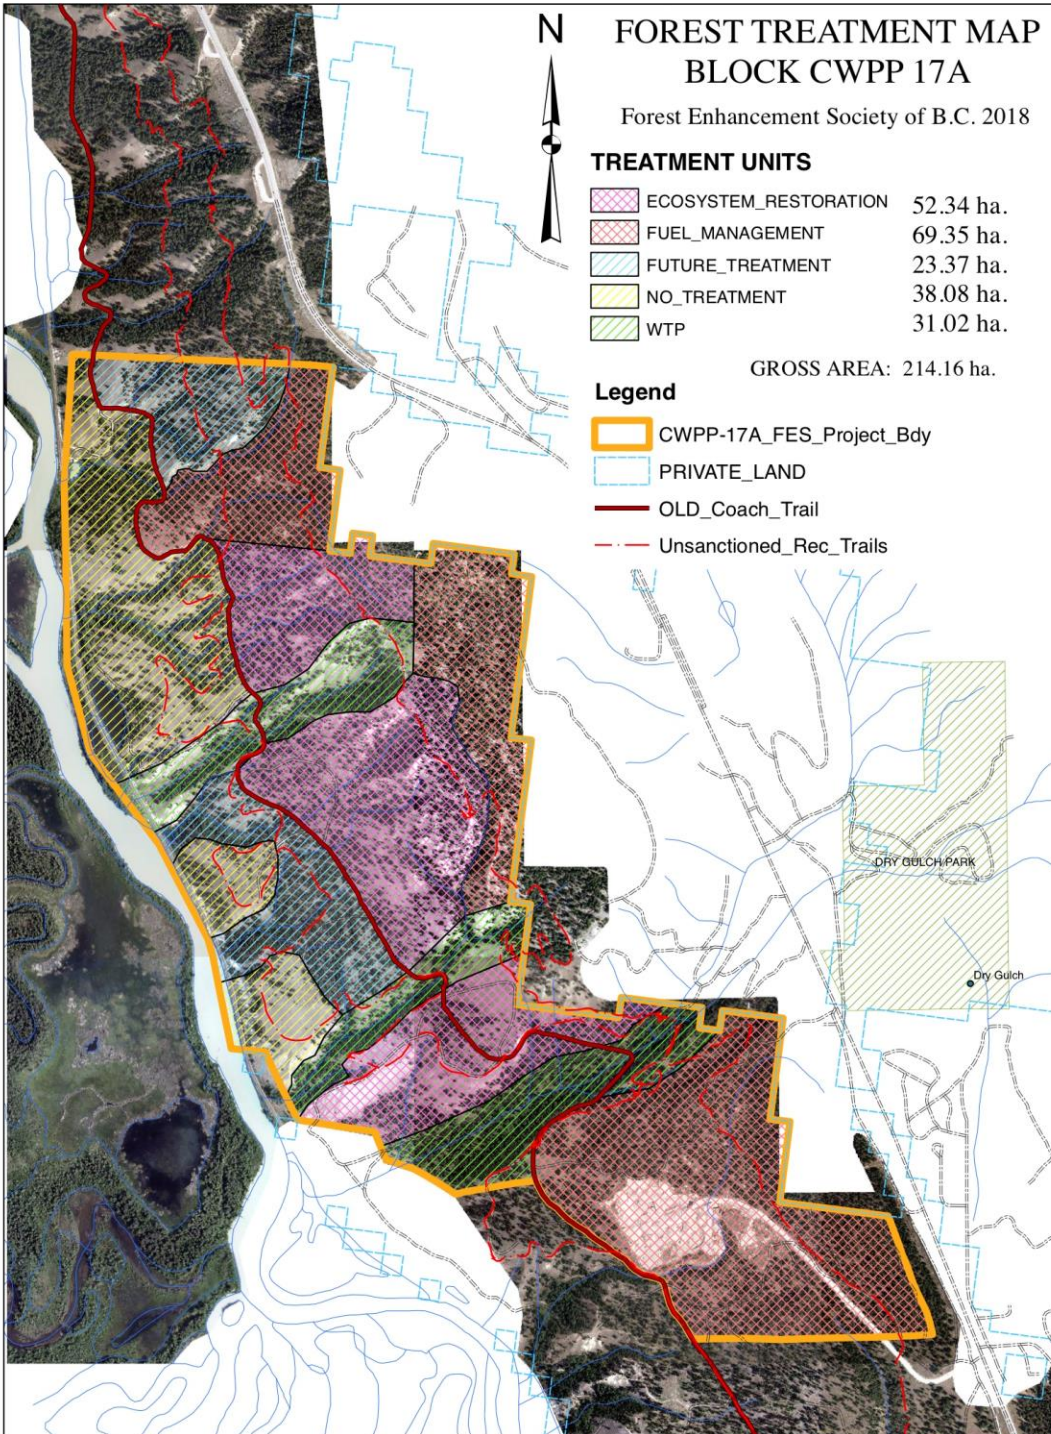 N
FOREST TREATMENT MAP
BLOCK CWPP 17A
Forest Enhancement Society of B.C. 2018
TREATMENT UNITS
ECOSYSTEM_RESTORATION 52.34 ha.
FUEL_MANAGEMENT 69.35 ha.
FUTURE_TREATMENT 23.37 ha.
NO_TREATMENT 38.08 ha.
WTP 31.02 ha.
GROSS AREA: 214.16 ha.
Legend
CWPP-17A_FES_Project_Bdy
PRIVATE_LAND
OLD_Coach_Trail
Unsanctioned_Rec_Trails
DRY GULCH PARK
Dry Gulch